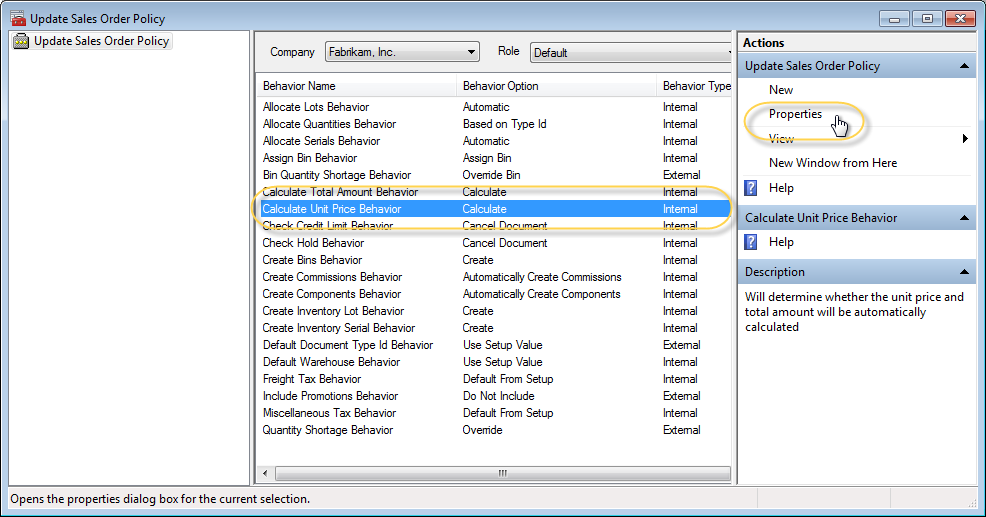 Update Sales Order Policy
Update Sales Order Policy
Company Fabrikam, Inc. Role Default
Behavior Name Behavior Option Behavior Type
Allocate Lots Behavior Automatic Internal
Allocate Quantities Behavior Based on Type Id Internal
Allocate Serials Behavior Automatic Internal
Assign Bin Behavior Assign Bin Internal
Bin Quantity Shortage Behavior Override Bin External
Calculate Total Amount Behavior Calculate Internal
Calculate Unit Price Behavior Calculate Internal
Check Credit Limit Behavior Cancel Document Internal
Check Hold Behavior Cancel Document Internal
Create Bins Behavior Create Internal
Create Commissions Behavior Automatically Create Commissions Internal
Create Components Behavior Automatically Create Components Internal
Create Inventory Lot Behavior Create Internal
Create Inventory Serial Behavior Create Internal
Default Document Type Id Behavior Use Setup Value External
Default Warehouse Behavior Use Setup Value Internal
Freight Tax Behavior Default From Setup Internal
Include Promotions Behavior Do Not Include External
Miscellaneous Tax Behavior Default From Setup Internal
Quantity Shortage Behavior Override External
Actions
Update Sales Order Policy
New
Properties
View
New Window from Here
Help
Calculate Unit Price Behavior
Help
Description
Will determine whether the unit price and
total amount will be automatically
calculated
Opens the properties dialog box for the current selection.